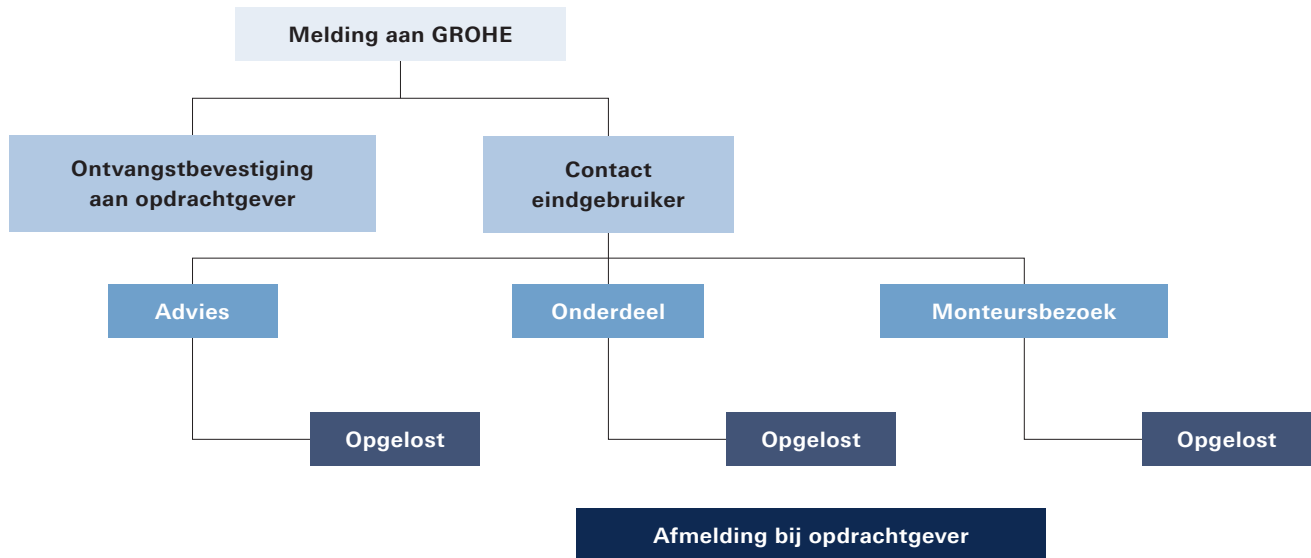 Melding aan GROHE
Ontvangstbevestiging
aan opdrachtgever
Contact
eindgebruiker
Advies
Onderdeel
Monteursbezoek
Opgelost
Opgelost
Opgelost
Afmelding bij opdrachtgever